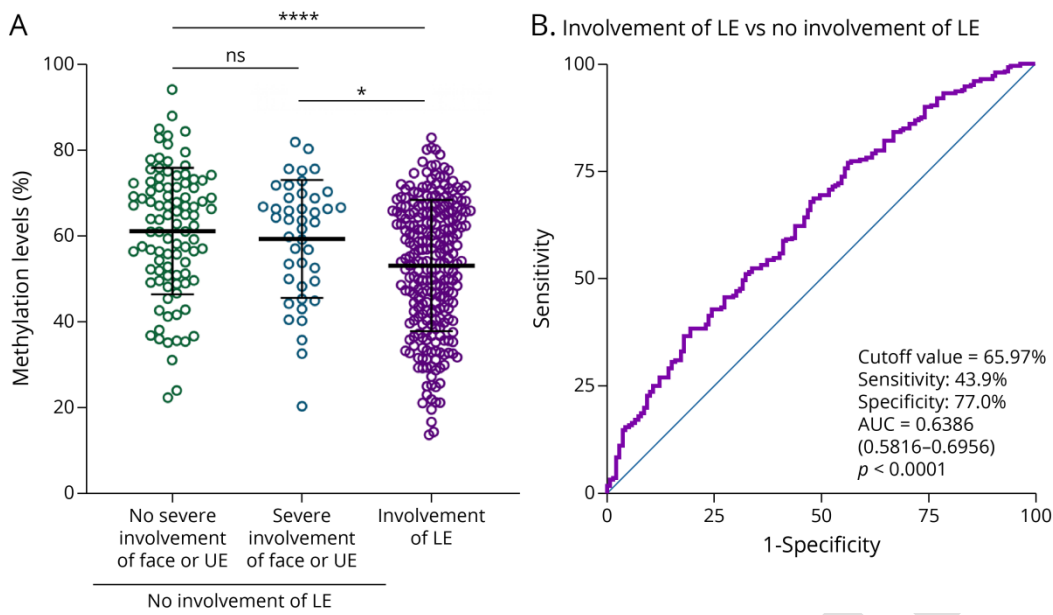 A
****
ns
*
100
80
60
40
20
0
Methylation levels (%)
No severe
involvement
of face or UE
Severe
involvement
of face or UE
Involvement
of LE
No involvement of LE
B. Involvement of LE vs no involvement of LE
100
75
50
25
0
Sensitivity
Cutoff value = 65.97%
Sensitivity: 43.9%
Specificity: 77.0%
AUC = 0.6386
(0.5816–0.6956)
p < 0.0001
0 25 50 75 100
1-Specificity